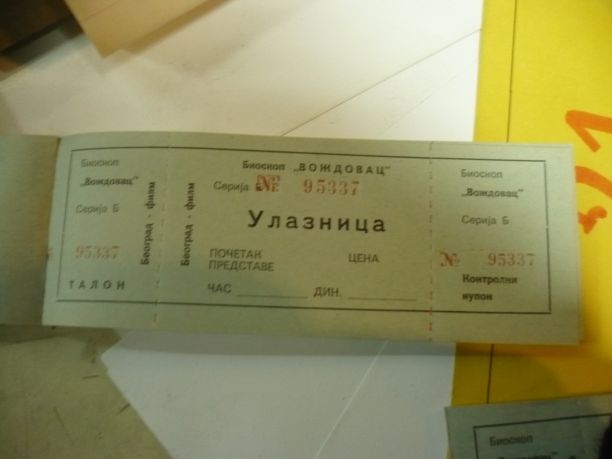 Биоскоп
„Вождовац"
Серија Б
95337
ТАЛОН
Београд - филм
Београд - филм
Биоскоп „ВОЖДОВАЦ"
Серија Б № 95337
Улазница
ПОЧЕТАК
ПРЕДСТАВЕ
ЦЕНА
ЧАС ДИН.
Биоскоп
„Вождовац"
Серија Б
№ 95337
Контролни
купон
Биоскоп